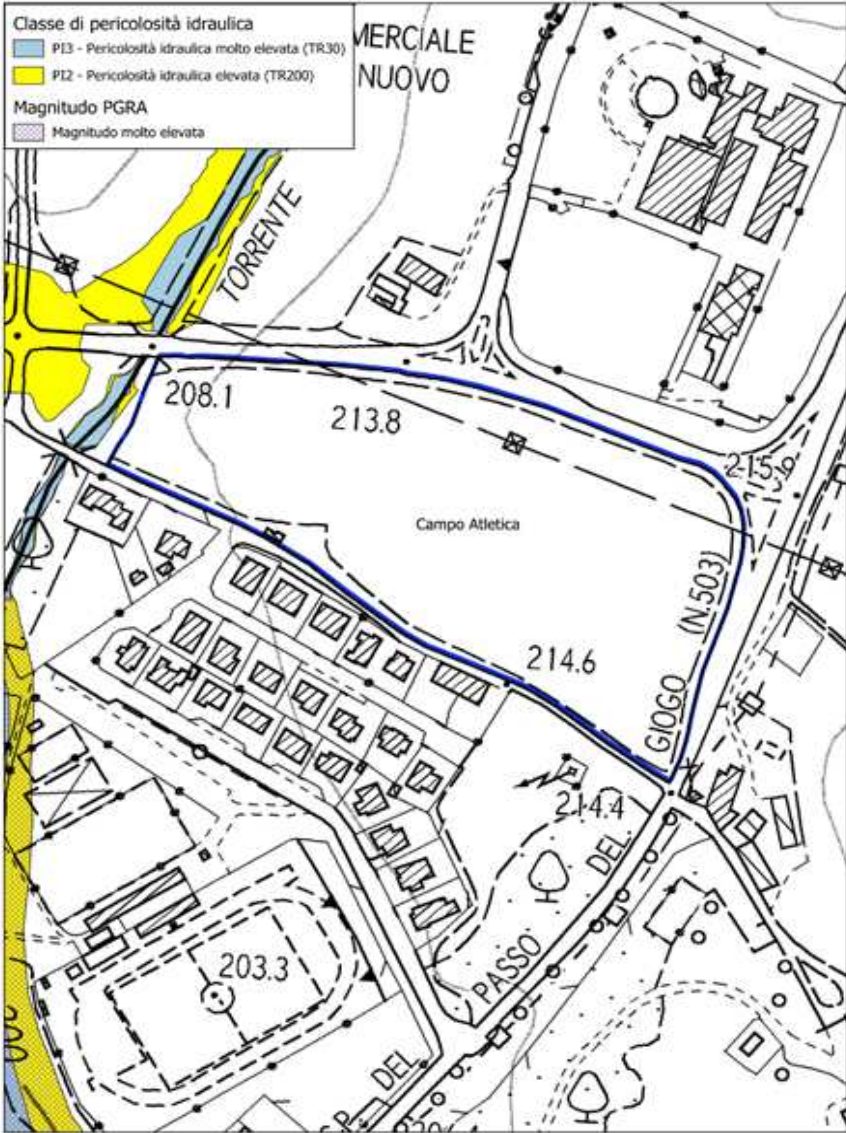 Classe di pericolosità idraulica
PI3 - Pericolosità idraulica molto elevata (TR30)
PI2 - Pericolosità idraulica elevata (TR200)
Magnitudo PGRA
Magnitudo molto elevata
MERCIALE
NUOVO
TORRENTE
208.1
213.8
215.9
Campo Atletica
(N.503)
GIOGO
214.6
214.4
DEL
PASSO
203.3
DEL